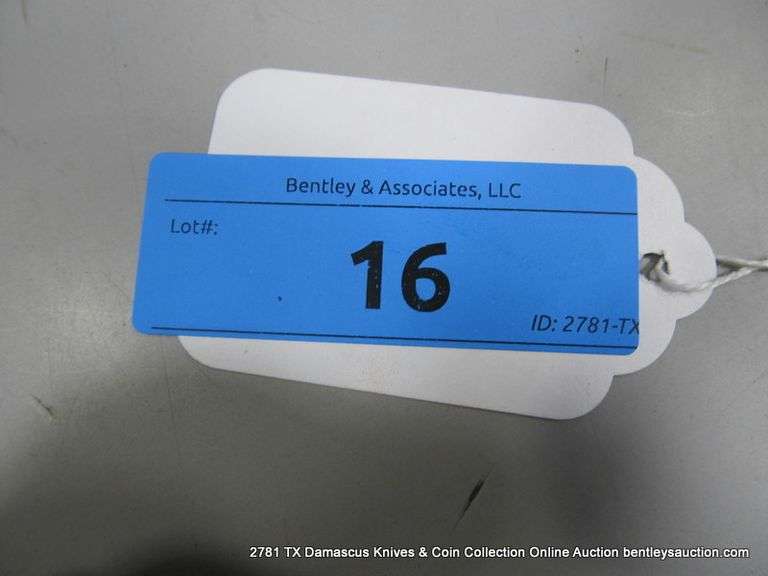 Bentley & Associates, LLC
Lot#:
16
ID: 2781-TX
2781 TX Damascus Knives & Coin Collection Online Auction bentleysauction.com